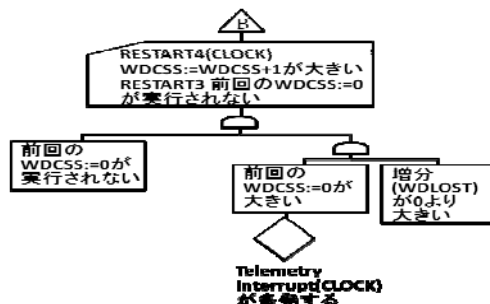 B
RESTART4(CLOCK)
WDCSS:=WDCSS+1が大きい
RESTART3 前回のWDCSS:=0
が実行されない
前回の
WDCSS:=0が
実行されない
前回の
WDCSS:=0が
大きい
増分
(WDLOST)
が0より
大きい
Telemetry
Interrupt(CLOCK)
が多発する